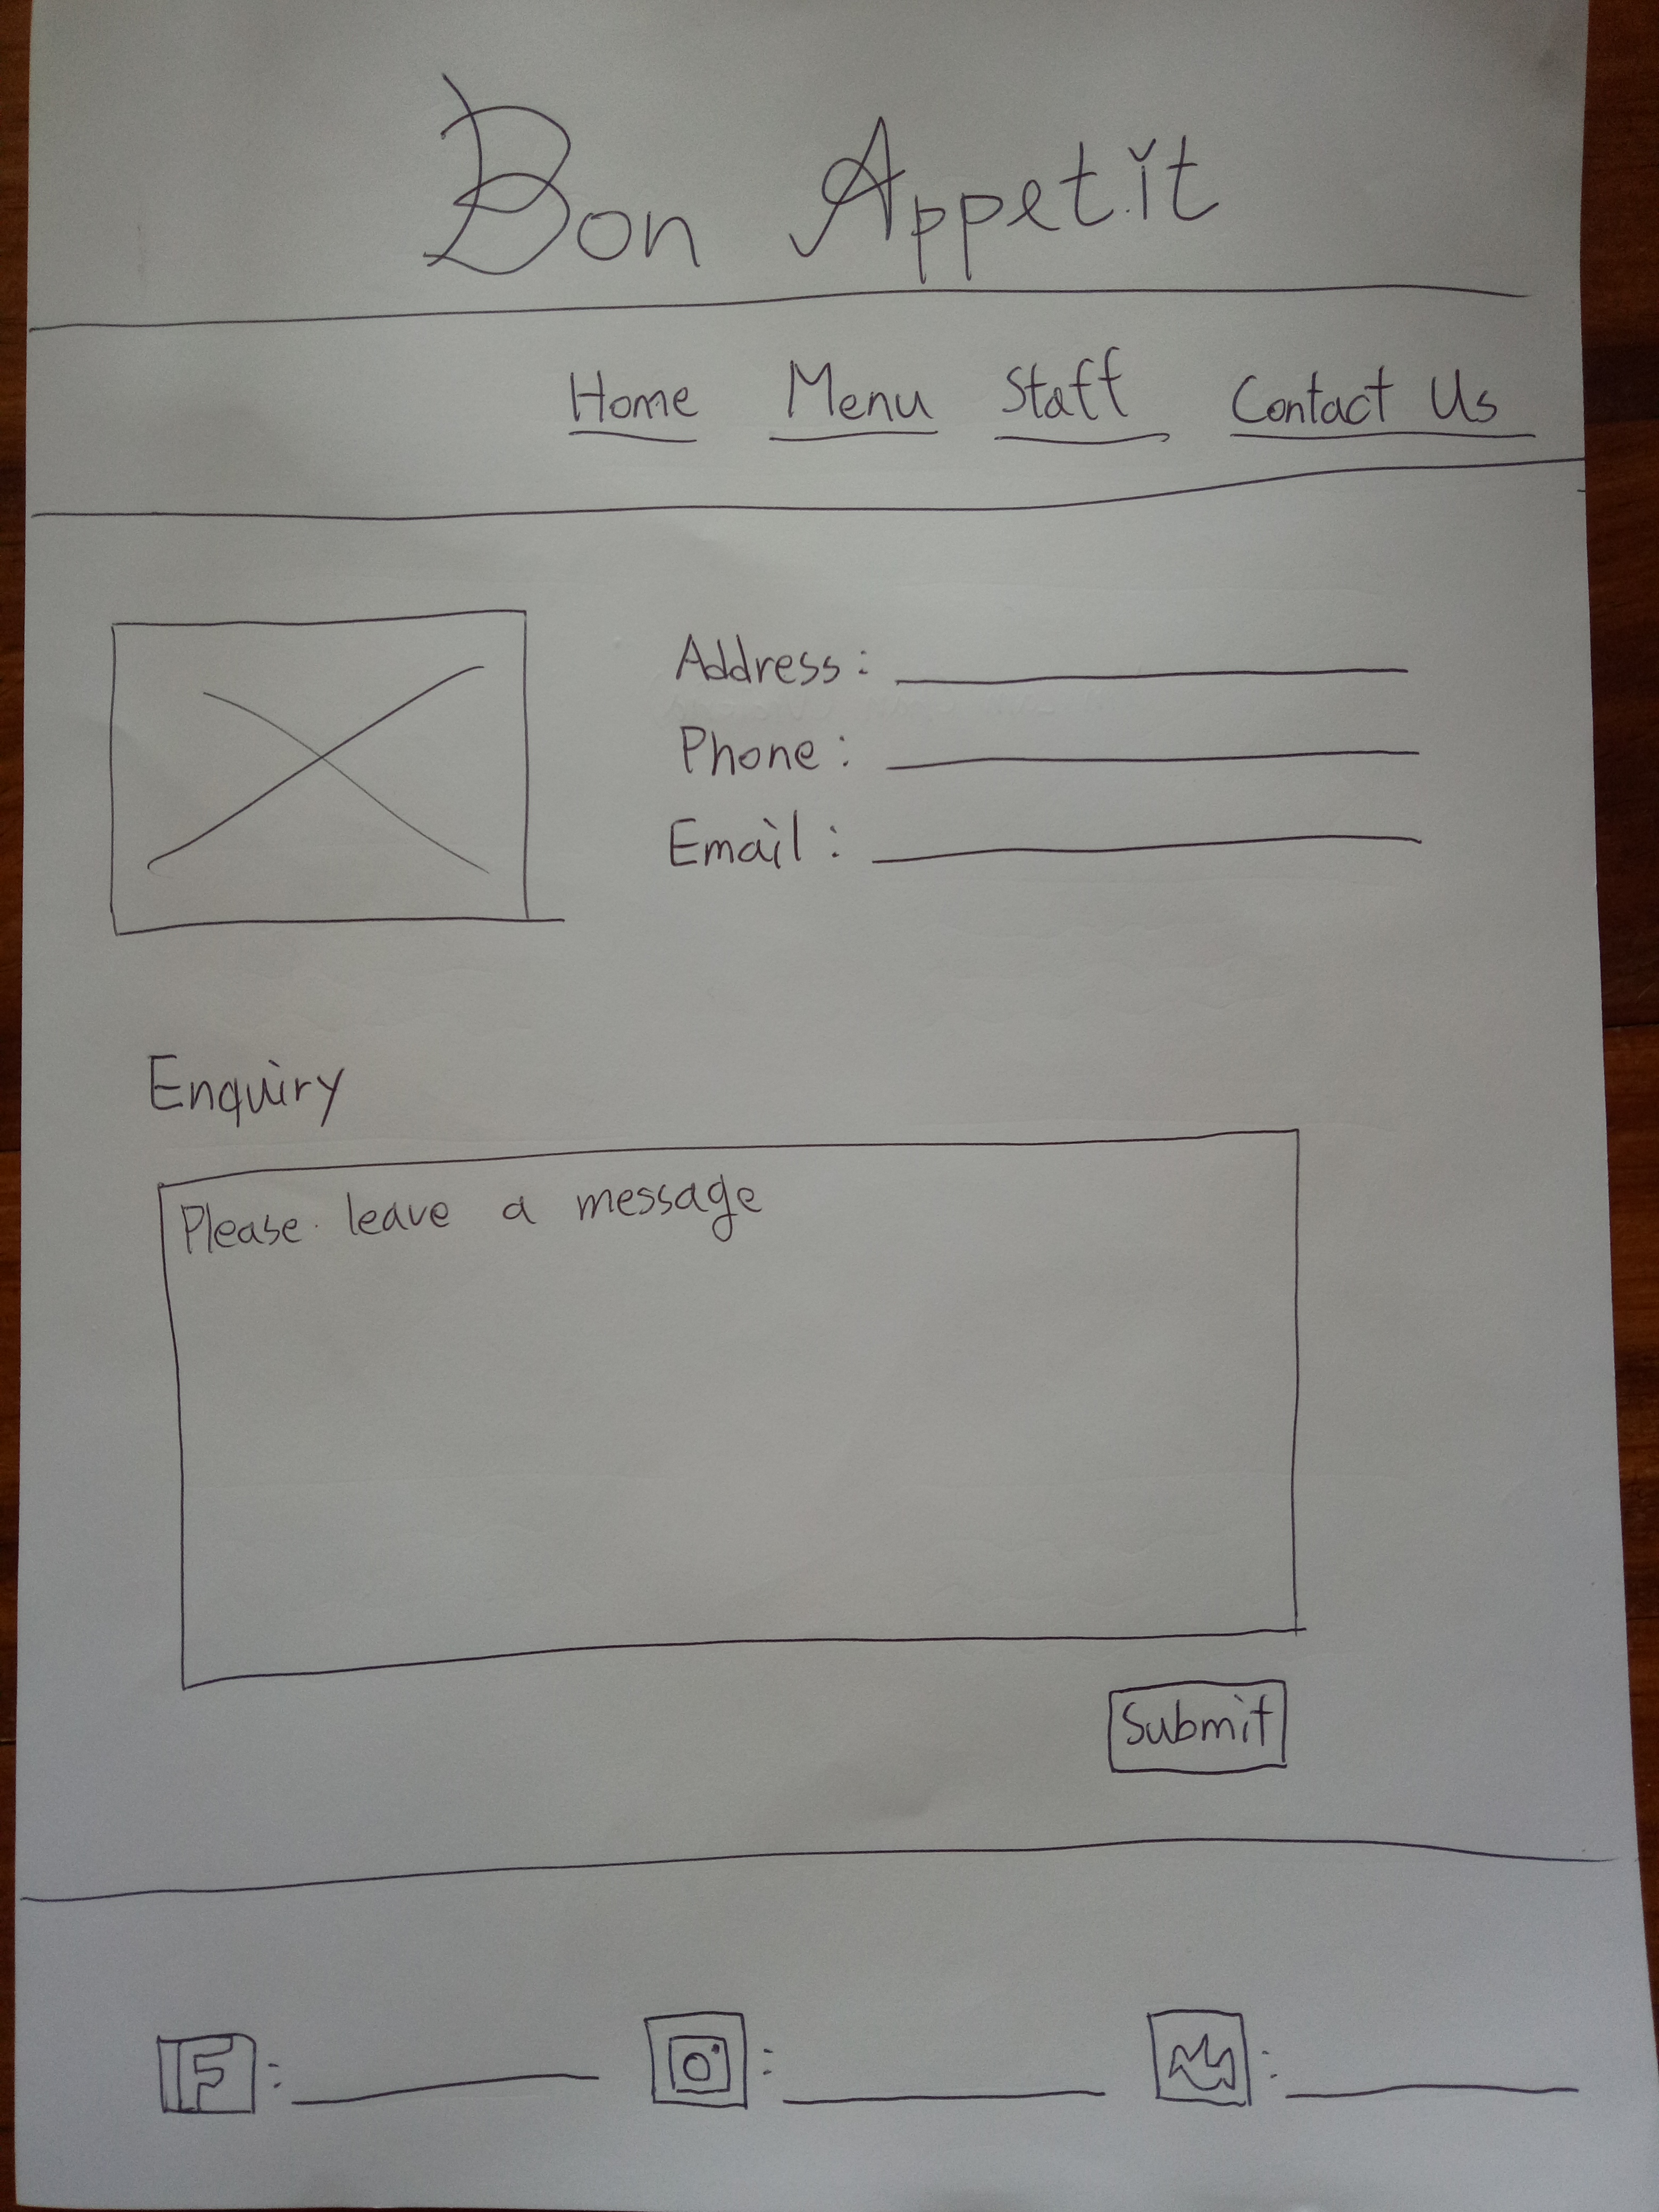 Bon Appetit
Home Menu Staff Contact Us
Address:
Phone:
Email:
Enquiry
Please leave a message
Submit
F: : :